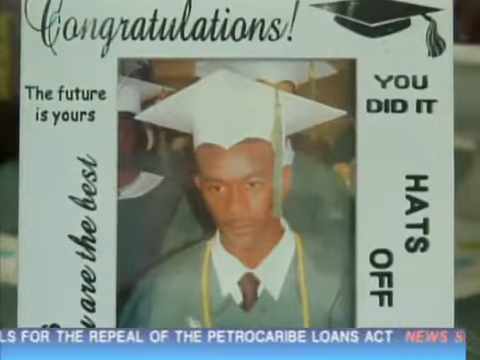 Congratulations!
The future
is yours
are the best
YOU
DID IT
HATS
OFF
LS FOR THE REPEAL OF THE PETROCARIBE LOANS ACT NEWS